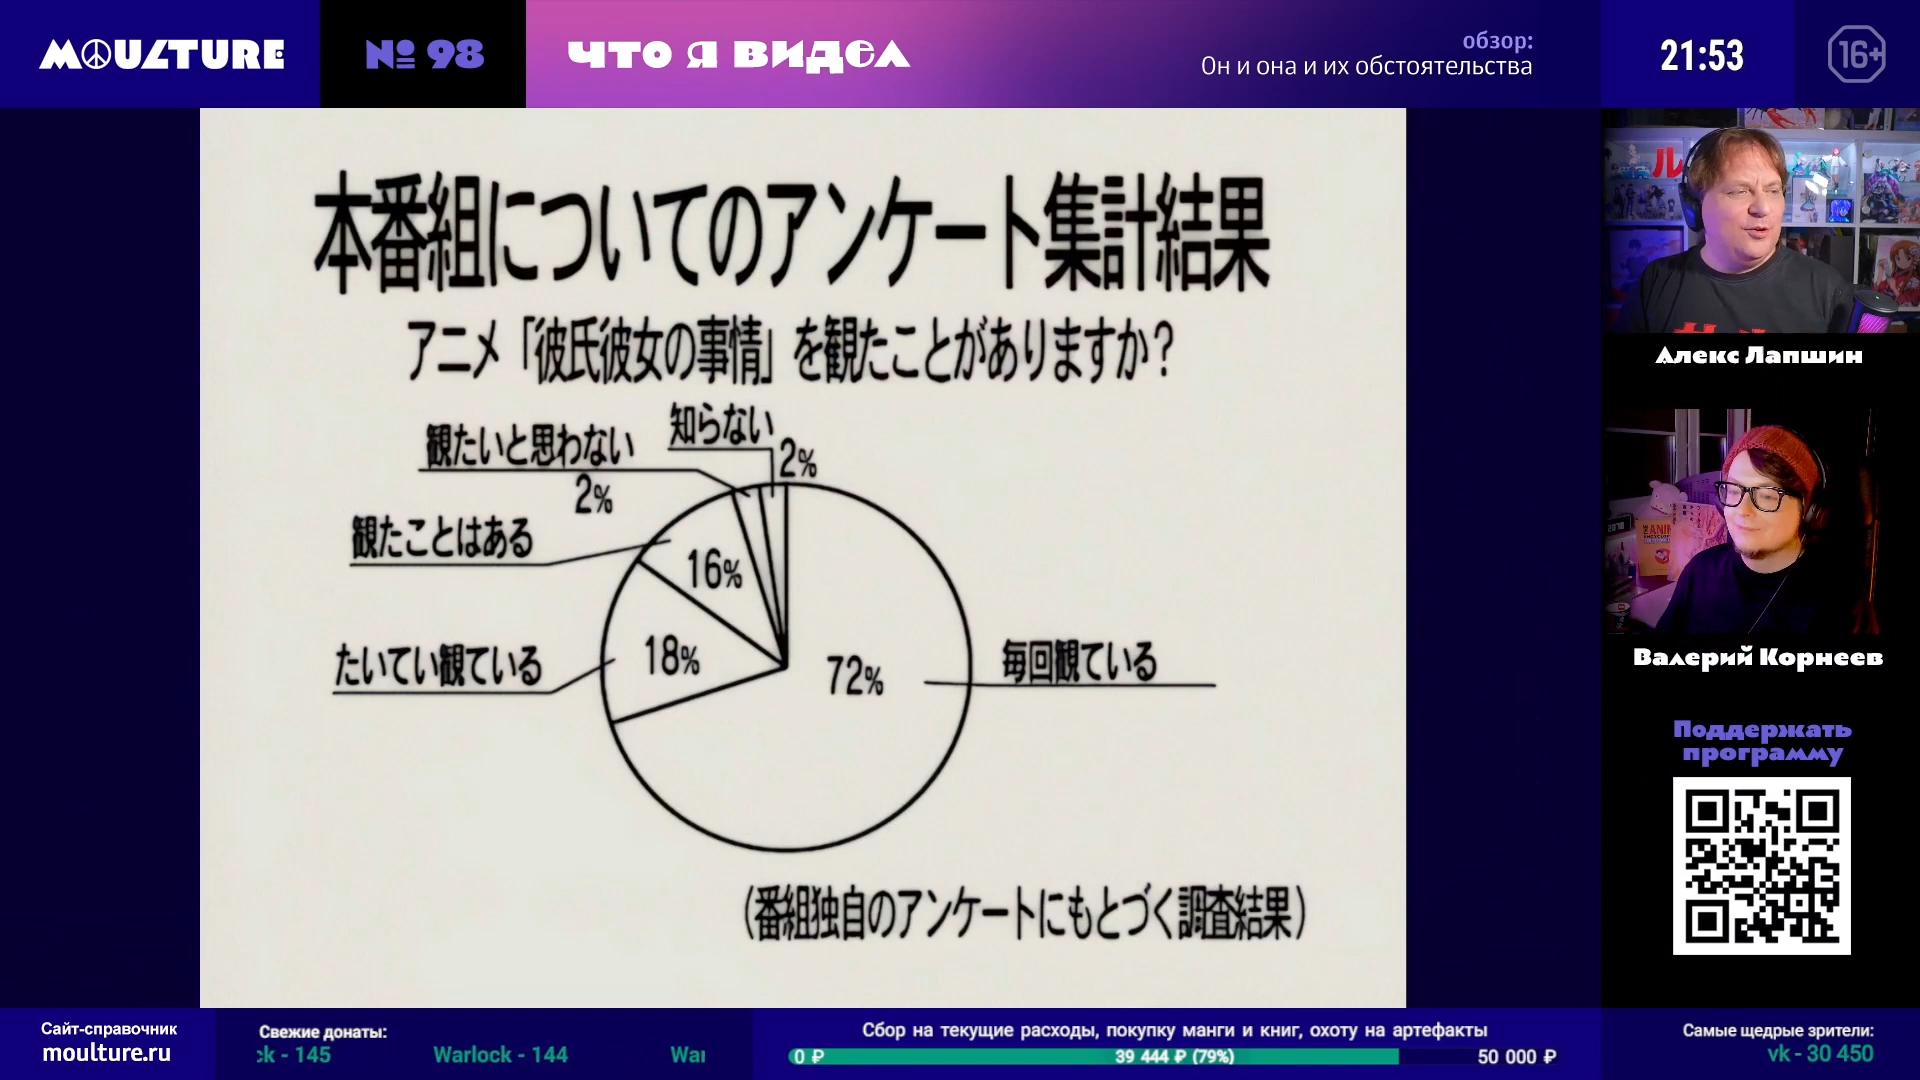 MOULTURE
№ 98
ЧТО Я ВИДЕЛ
обзор:
Он и она и их обстоятельства
21:53
16+
本番組についてのアンケート集計結果
アニメ「彼氏彼女の事情」を観たことがありますか？
知らない
2%
観たいと思わない
2%
観たことはある
16%
たいてい観ている
18%
72%
毎回観ている
（番組独自のアンケートにもとづく調査結果）
ル
Алекс Лапшин
Валерий Корнеев
Поддержать
программу
Сайт-справочник
moulture.ru
Свежие донаты:
ck - 145
Warlock - 144
War
Сбор на текущие расходы, покупку манги и книг, охоту на артефакты
0 ₽
39 444 ₽ (79%)
50 000 ₽
Самые щедрые зрители:
vk - 30 450